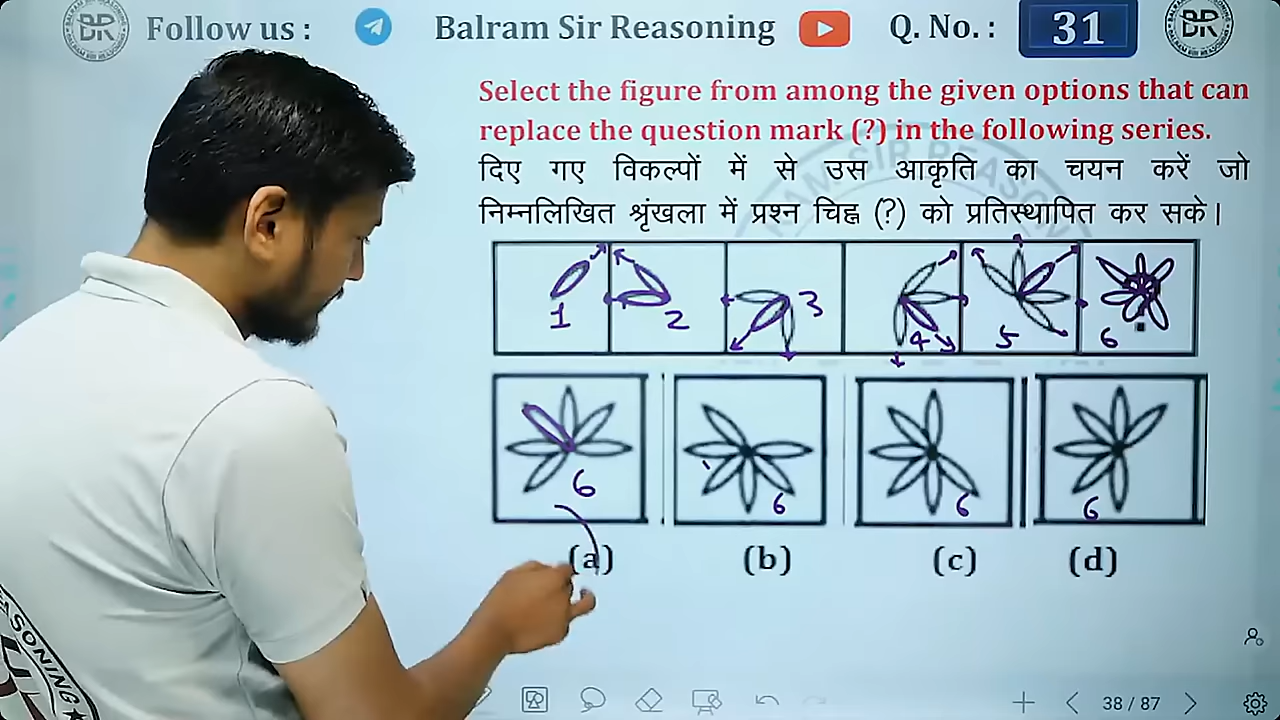 BR Follow us : Balram Sir Reasoning Q. No. : 31 BR
Select the figure from among the given options that can
replace the question mark (?) in the following series.
दिए गए विकल्पों में से उस आकृति का चयन करें जो
निम्नलिखित श्रृंखला में प्रश्न चिह्न (?) को प्रतिस्थापित कर सके।
1 2 3 4 5 6
6 6 6 6
(a) (b) (c) (d)
38 / 87